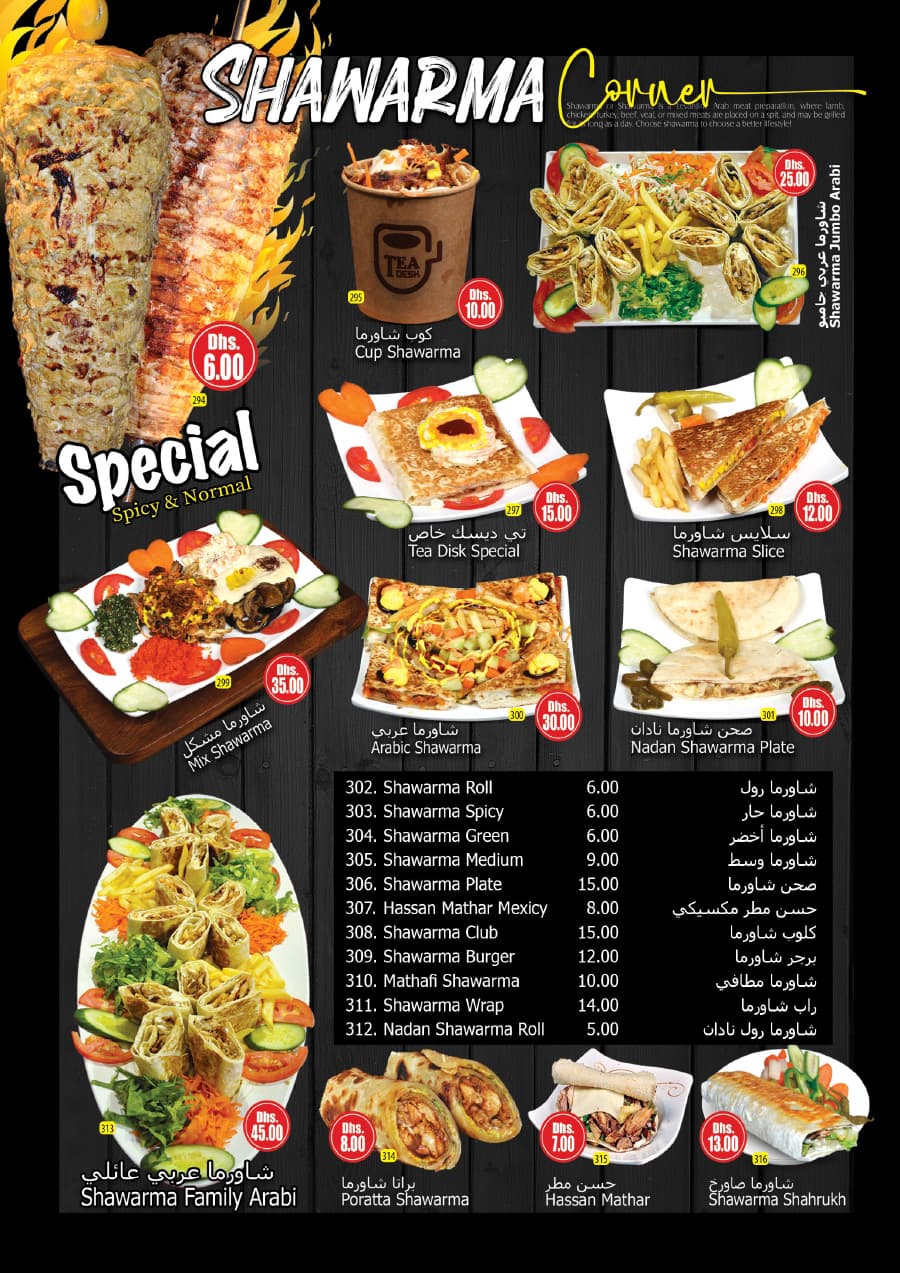 SHAWARMA Corner
Shawarma or Shawurma is a Levantine Arab meat preparation, where lamb,
chicken, turkey, beef, veal, or mixed meats are placed on a spit, and may be grilled
for as long as a day. Choose shawarma to choose a better lifestyle!
Dhs.
6.00
294
Special
Spicy & Normal
TEA
DESK
295
Dhs.
10.00
كوب شاورما
Cup Shawarma
Dhs.
25.00
296
شاورما عربي جامبو
Shawarma Jumbo Arabi
297
Dhs.
15.00
تي ديسك خاص
Tea Disk Special
298
Dhs.
12.00
سلايس شاورما
Shawarma Slice
299
Dhs.
35.00
شاورما مشكل
Mix Shawarma
300
Dhs.
30.00
شاورما عربي
Arabic Shawarma
301
Dhs.
10.00
صحن شاورما نادان
Nadan Shawarma Plate
302. Shawarma Roll 6.00 شاورما رول
303. Shawarma Spicy 6.00 شاورما حار
304. Shawarma Green 6.00 شاورما أخضر
305. Shawarma Medium 9.00 شاورما وسط
306. Shawarma Plate 15.00 صحن شاورما
307. Hassan Mathar Mexicy 8.00 حسن مطر مكسيكي
308. Shawarma Club 15.00 كلوب شاورما
309. Shawarma Burger 12.00 برجر شاورما
310. Mathafi Shawarma 10.00 شاورما مطافي
311. Shawarma Wrap 14.00 راب شاورما
312. Nadan Shawarma Roll 5.00 شاورما رول نادان
313
Dhs.
45.00
شاورما عربي عائلي
Shawarma Family Arabi
Dhs.
8.00
314
براتا شاورما
Poratta Shawarma
Dhs.
7.00
315
حسن مطر
Hassan Mathar
Dhs.
13.00
316
شاورما صاورخ
Shawarma Shahrukh